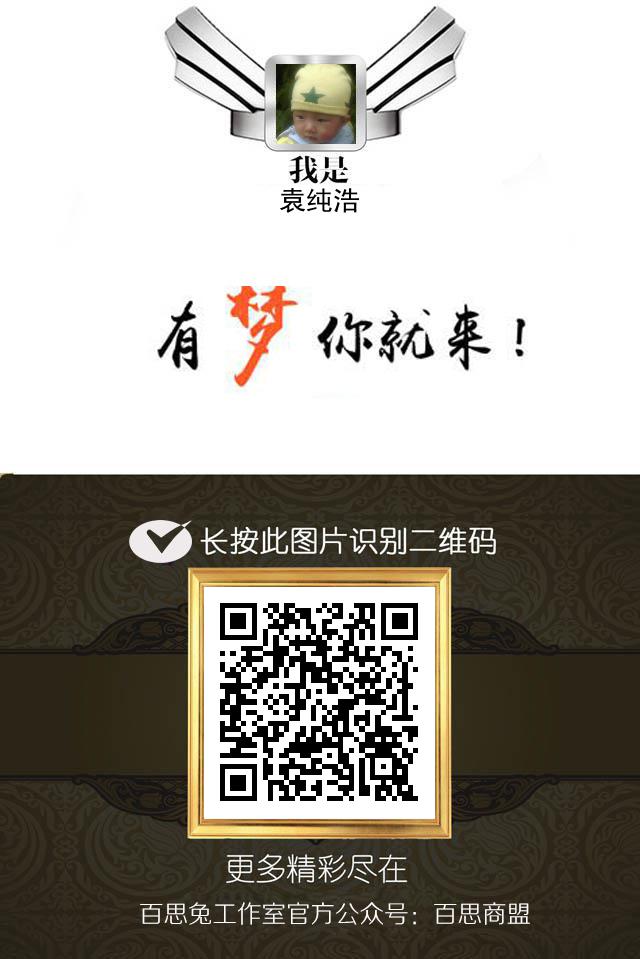 我是
袁纯浩
有梦你就来！
长按此图片识别二维码
更多精彩尽在
百思兔工作室官方公众号：百思商盟